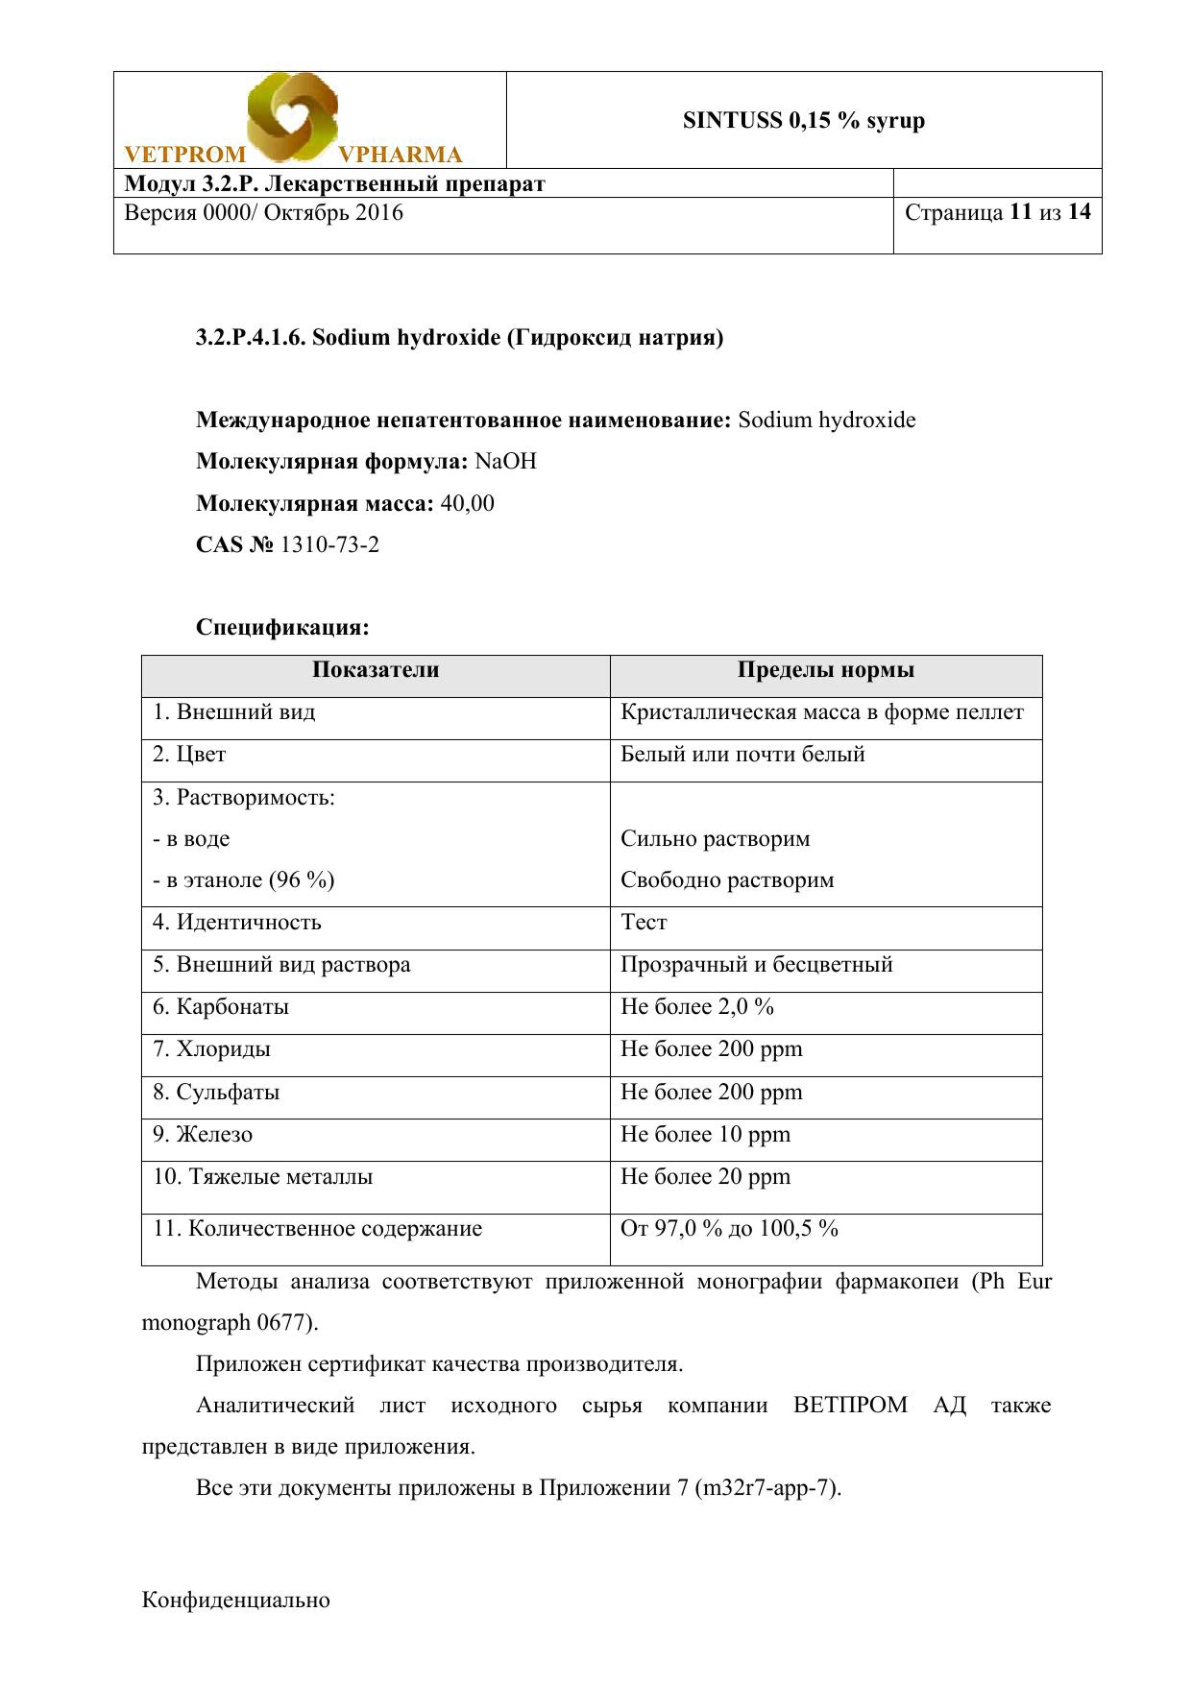 VETPROM VPHARMA
SINTUSS 0,15 % syrup
Модул 3.2.P. Лекарственный препарат
Версия 0000/ Октябрь 2016
Страница 11 из 14
3.2.P.4.1.6. Sodium hydroxide (Гидроксид натрия)
Международное непатентованное наименование: Sodium hydroxide
Молекулярная формула: NaOH
Молекулярная масса: 40,00
CAS № 1310-73-2
Спецификация:
Показатели Пределы нормы
1. Внешний вид Кристаллическая масса в форме пеллет
2. Цвет Белый или почти белый
3. Растворимость:
- в воде Сильно растворим
- в этаноле (96 %) Свободно растворим
4. Идентичность Тест
5. Внешний вид раствора Прозрачный и бесцветный
6. Карбонаты Не более 2,0 %
7. Хлориды Не более 200 ppm
8. Сульфаты Не более 200 ppm
9. Железо Не более 10 ppm
10. Тяжелые металлы Не более 20 ppm
11. Количественное содержание От 97,0 % до 100,5 %
Методы анализа соответствуют приложенной монографии фармакопеи (Ph Eur
monograph 0677).
Приложен сертификат качества производителя.
Аналитический лист исходного сырья компании ВЕТПРОМ АД также
представлен в виде приложения.
Все эти документы приложены в Приложении 7 (m32r7-app-7).
Конфиденциально